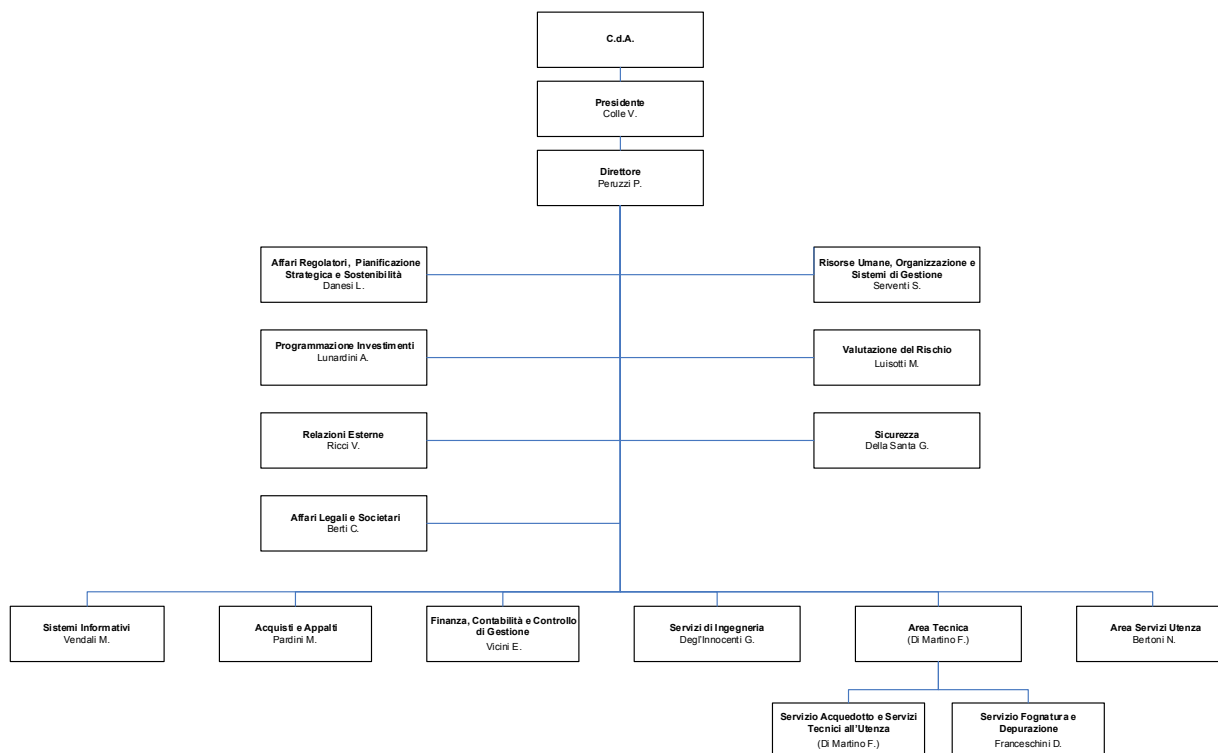 C.d.A.
Presidente
Colle V.
Direttore
Peruzzi P.
Affari Regolatori, Pianificazione
Strategica e Sostenibilità
Danesi L.
Risorse Umane, Organizzazione e
Sistemi di Gestione
Serventi S.
Programmazione Investimenti
Lunardini A.
Valutazione del Rischio
Luisotti M.
Relazioni Esterne
Ricci V.
Sicurezza
Della Santa G.
Affari Legali e Societari
Berti C.
Sistemi Informativi
Vendali M.
Acquisti e Appalti
Pardini M.
Finanza, Contabilità e Controllo
di Gestione
Vicini E.
Servizi di Ingegneria
Degl'Innocenti G.
Area Tecnica
(Di Martino F.)
Area Servizi Utenza
Bertoni N.
Servizio Acquedotto e Servizi
Tecnici all'Utenza
(Di Martino F.)
Servizio Fognatura e
Depurazione
Franceschini D.